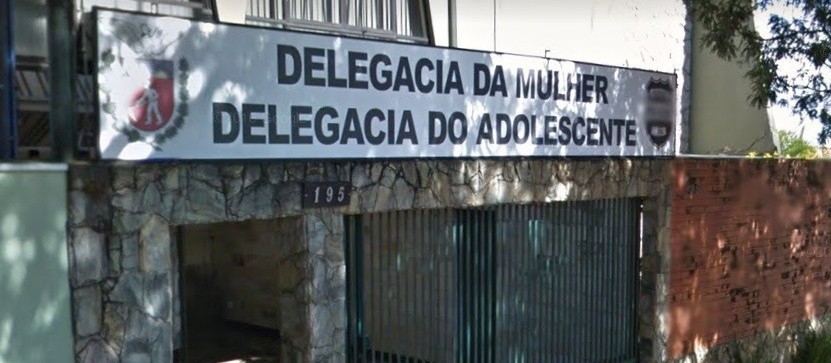 DELEGACIA DA MULHER
DELEGACIA DO ADOLESCENTE
195